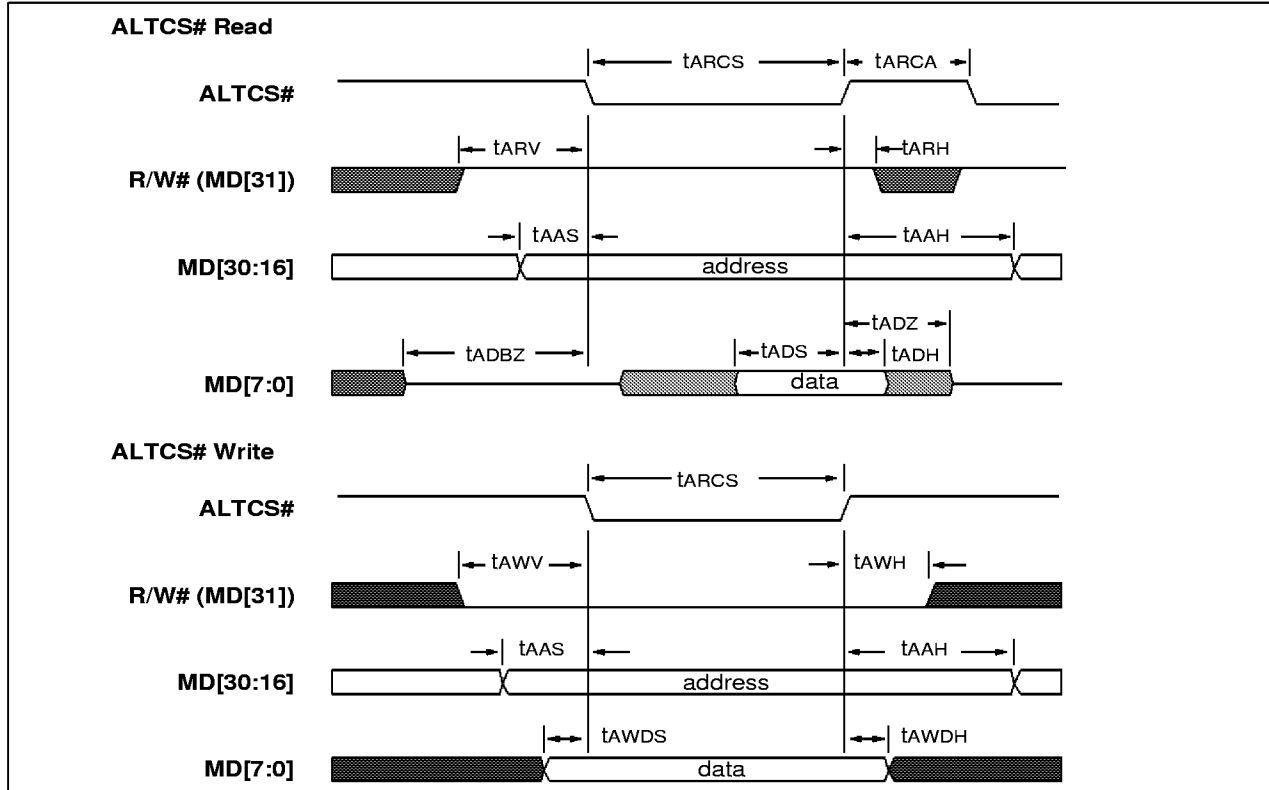 ALTCS# Read
tARCS tARCA
ALTCS#
tARV tARH
R/W# (MD[31])
tAAS tAAH
MD[30:16] address
tADZ
tADBZ tADS tADH
MD[7:0] data
ALTCS# Write
tARCS
ALTCS#
tAWV tAWH
R/W# (MD[31])
tAAS tAAH
MD[30:16] address
tAWDS tAWDH
MD[7:0] data